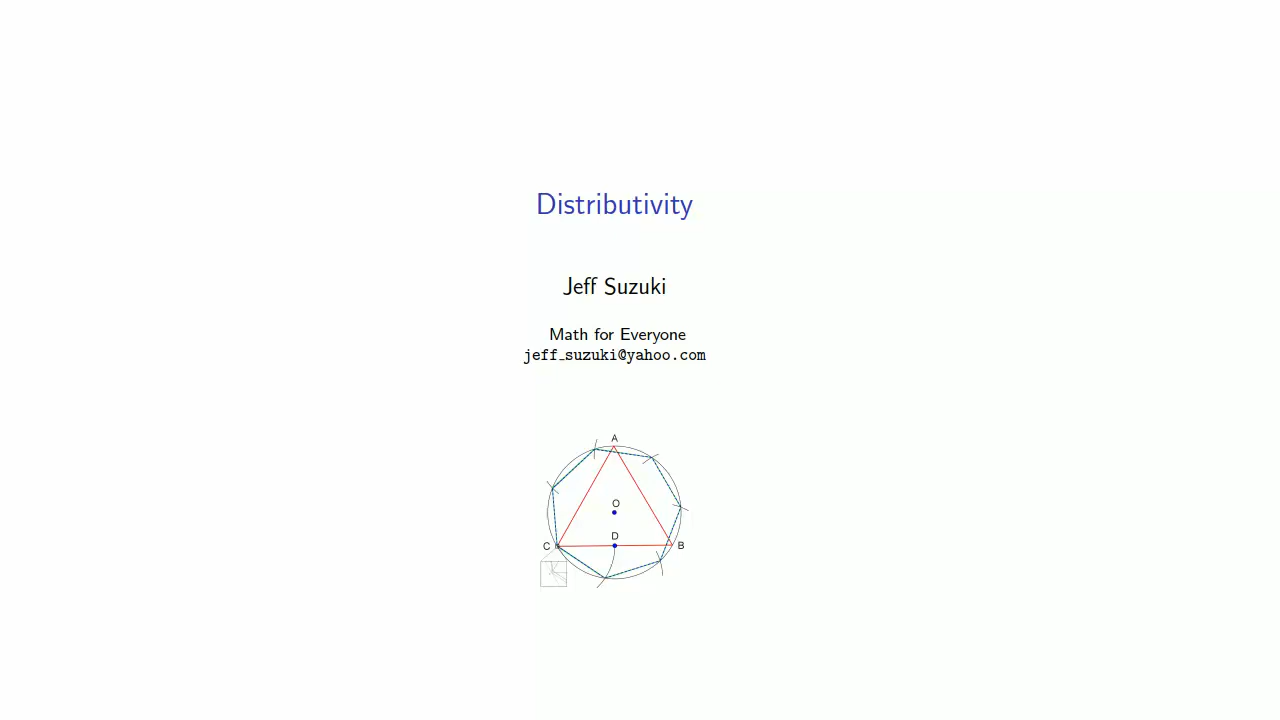 Distributivity
Jeff Suzuki
Math for Everyone
jeff_suzuki@yahoo.com
A
O
D
C
B